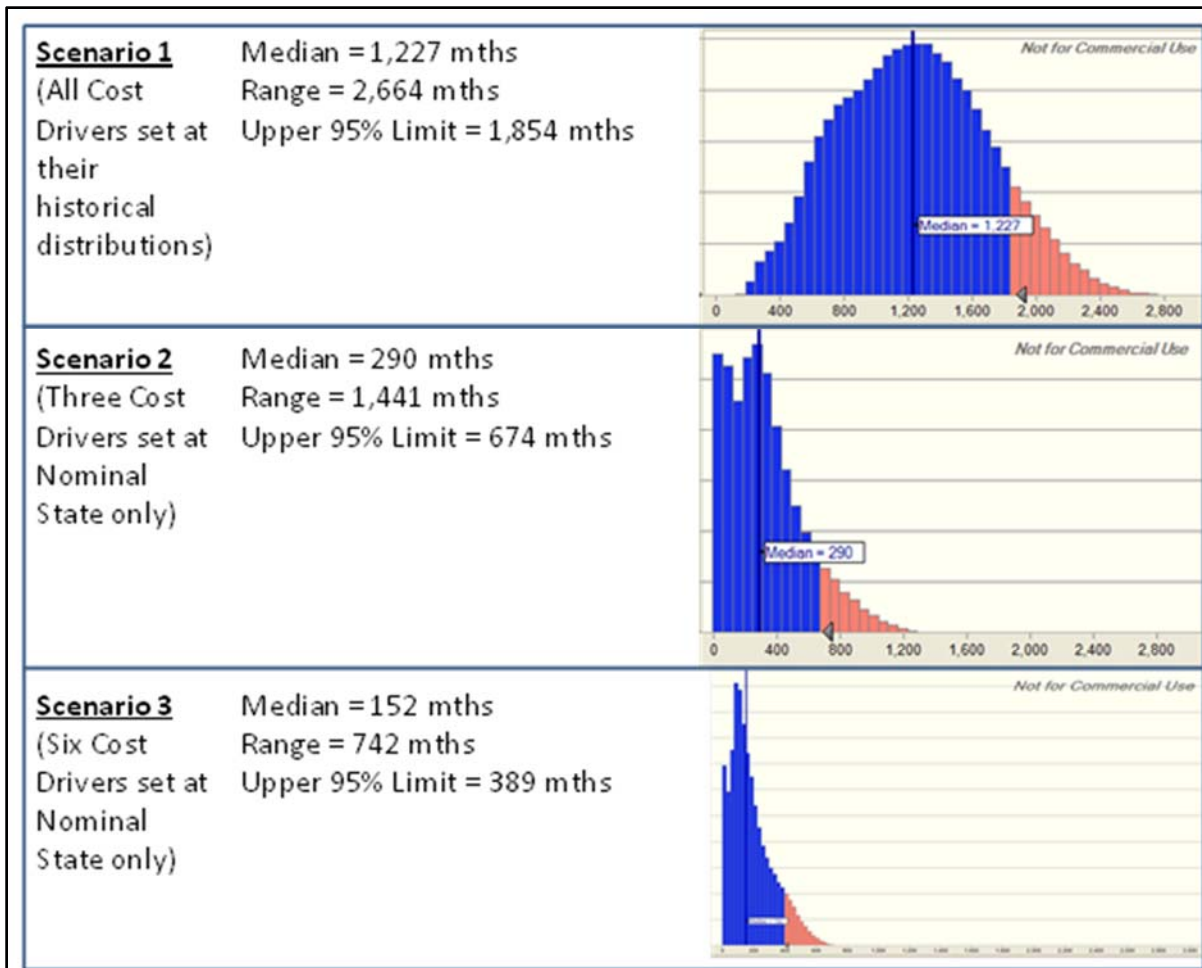 Scenario 1
(All Cost
Drivers set at
their
historical
distributions)
Median = 1,227 mths
Range = 2,664 mths
Upper 95% Limit = 1,854 mths
Not for Commercial Use
Median = 1,227
0 400 800 1,200 1,600 2,000 2,400 2,800
Scenario 2
(Three Cost
Drivers set at
Nominal
State only)
Median = 290 mths
Range = 1,441 mths
Upper 95% Limit = 674 mths
Not for Commercial Use
Median = 290
0 400 800 1,200 1,600 2,000 2,400 2,800
Scenario 3
(Six Cost
Drivers set at
Nominal
State only)
Median = 152 mths
Range = 742 mths
Upper 95% Limit = 389 mths
Not for Commercial Use